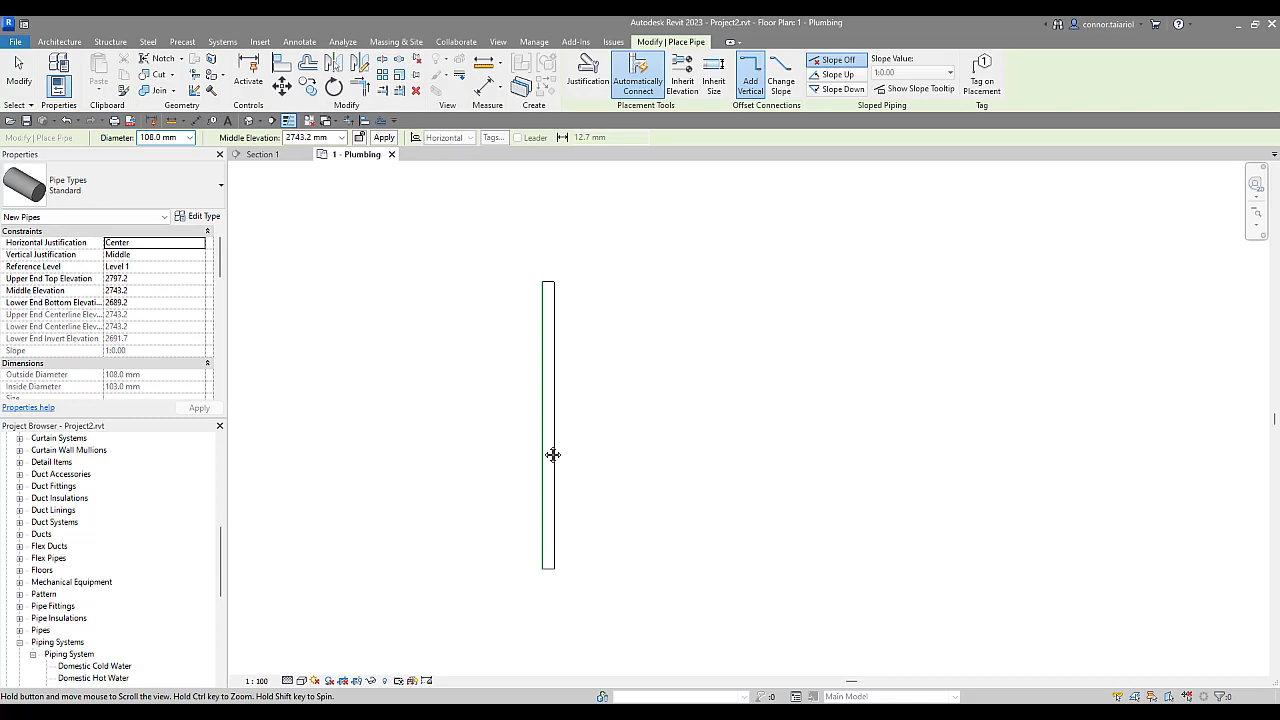 Autodesk Revit 2023 - Project2.rvt - Floor Plan: 1 - Plumbing
connor.taiariol
File Architecture Structure Steel Precast Systems Insert Annotate Analyze Massing & Site Collaborate View Manage Add-Ins Issues Modify | Place Pipe
Modify
Properties
Paste
Notch
Cut
Join
Activate
Justification
Automatically Connect
Inherit Elevation
Inherit Size
Add Vertical
Change Slope
Slope Off
Slope Up
Slope Down
Slope Value:
1:0.00
Show Slope Tooltip
Tag on Placement
Select Properties Clipboard Geometry Controls Modify View Measure Create Placement Tools Offset Connections Sloped Piping Tag
Modify | Place Pipe Diameter: 108.0 mm Middle Elevation: 2743.2 mm Apply Horizontal Tags... Leader 12.7 mm
Properties
Section 1
1 - Plumbing
Pipe Types
Standard
New Pipes Edit Type
Constraints
Horizontal Justification Center
Vertical Justification Middle
Reference Level Level 1
Upper End Top Elevation 2797.2
Middle Elevation 2743.2
Lower End Bottom Elevati... 2689.2
Upper End Centerline Elev... 2743.2
Lower End Centerline Elev... 2743.2
Lower End Invert Elevation 2691.7
Slope 1:0.00
Dimensions
Outside Diameter 108.0 mm
Inside Diameter 103.0 mm
Properties help Apply
Project Browser - Project2.rvt
Curtain Systems
Curtain Wall Mullions
Detail Items
Duct Accessories
Duct Fittings
Duct Insulations
Duct Linings
Duct Systems
Ducts
Flex Ducts
Flex Pipes
Floors
Mechanical Equipment
Pattern
Pipe Fittings
Pipe Insulations
Pipes
Piping Systems
Piping System
Domestic Cold Water
Domestic Hot Water
1 : 100
Hold button and move mouse to Scroll the view. Hold Ctrl key to Zoom. Hold Shift key to Spin.
:0
Main Model
:0